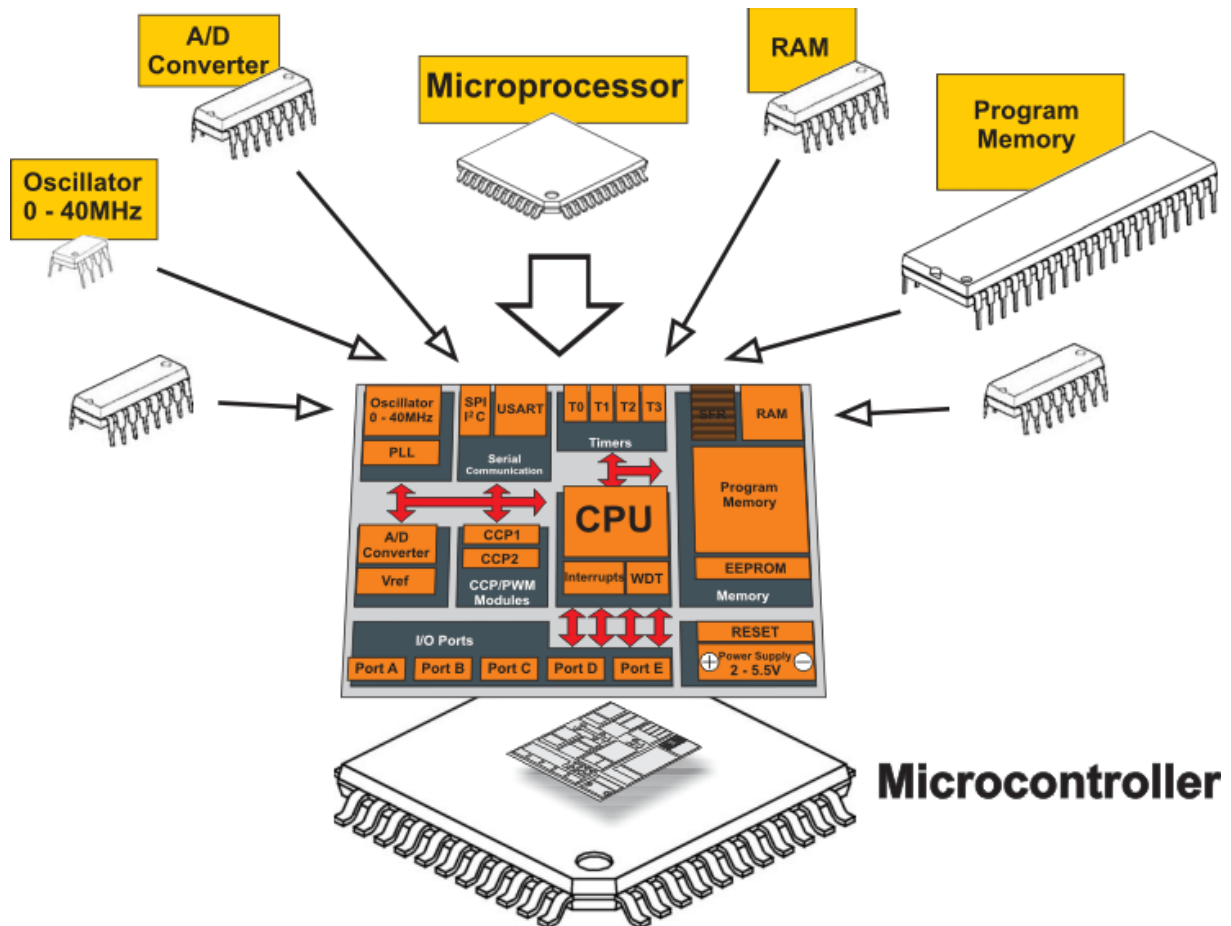 A/D
Converter
Microprocessor
RAM
Program
Memory
Oscillator
0 - 40MHz
Oscillator
0 - 40MHz
PLL
SPI
I²C
USART
Serial
Communication
T0
T1
T2
T3
Timers
SFR
RAM
Program
Memory
EEPROM
Memory
A/D
Converter
Vref
CCP1
CCP2
CCP/PWM
Modules
CPU
Interrupts
WDT
I/O Ports
Port A
Port B
Port C
Port D
Port E
RESET
+
Power Supply
2 - 5.5V
−
Microcontroller